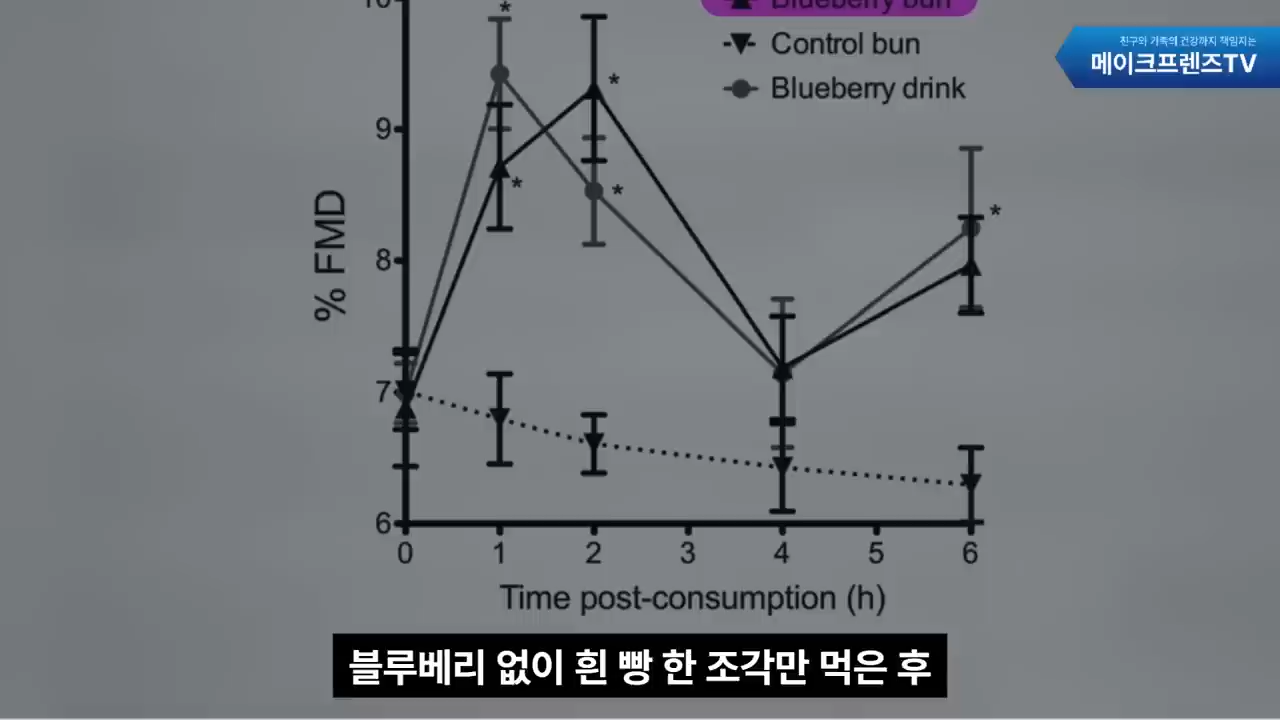 10
Blueberry bun
친구와 가족의 건강까지 책임지는
메이크프렌즈TV
Control bun
Blueberry drink
*
*
9
*
*
% FMD
8
*
7
6
0 1 2 3 4 5 6
Time post-consumption (h)
블루베리 없이 흰 빵 한 조각만 먹은 후